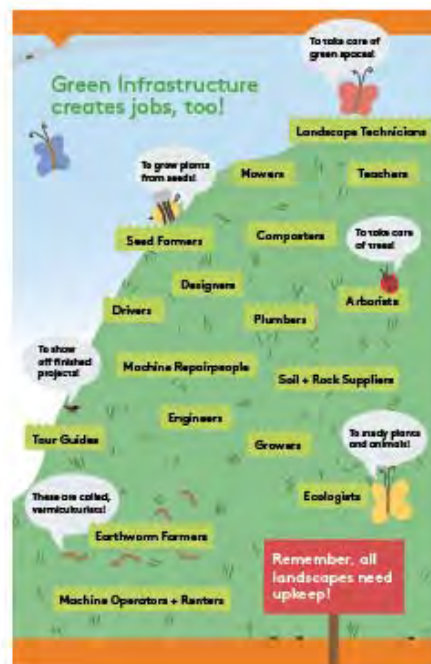 To take care of
green spaces!
Green Infrastructure
creates jobs, too!
Landscape Technicians
To grow plants
from seeds!
Mowers
Teachers
Seed Farmers
Composters
To take care
of trees!
Designers
Arborists
Drivers
Plumbers
To show
off finished
projects!
Machine Repairpeople
Soil + Rock Suppliers
Engineers
Tour Guides
Growers
To study plants
and animals!
These are called,
vermiculturists!
Ecologists
Earthworm Farmers
Remember, all
landscapes need
upkeep!
Machine Operators + Renters